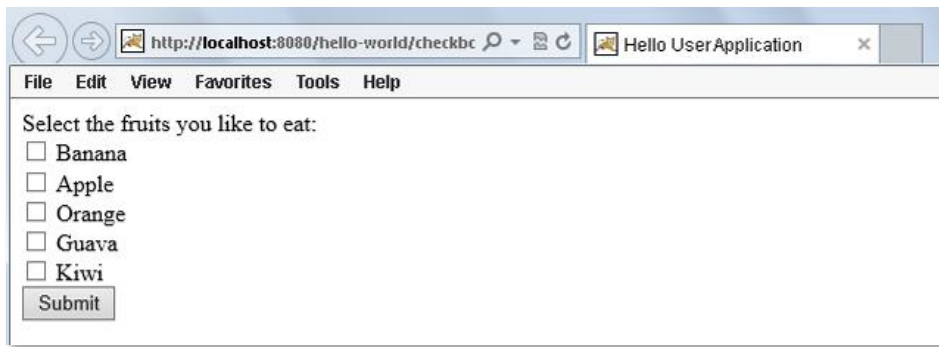 http://localhost:8080/hello-world/checkbc
Hello UserApplication
File Edit View Favorites Tools Help
Select the fruits you like to eat:
Banana
Apple
Orange
Guava
Kiwi
Submit